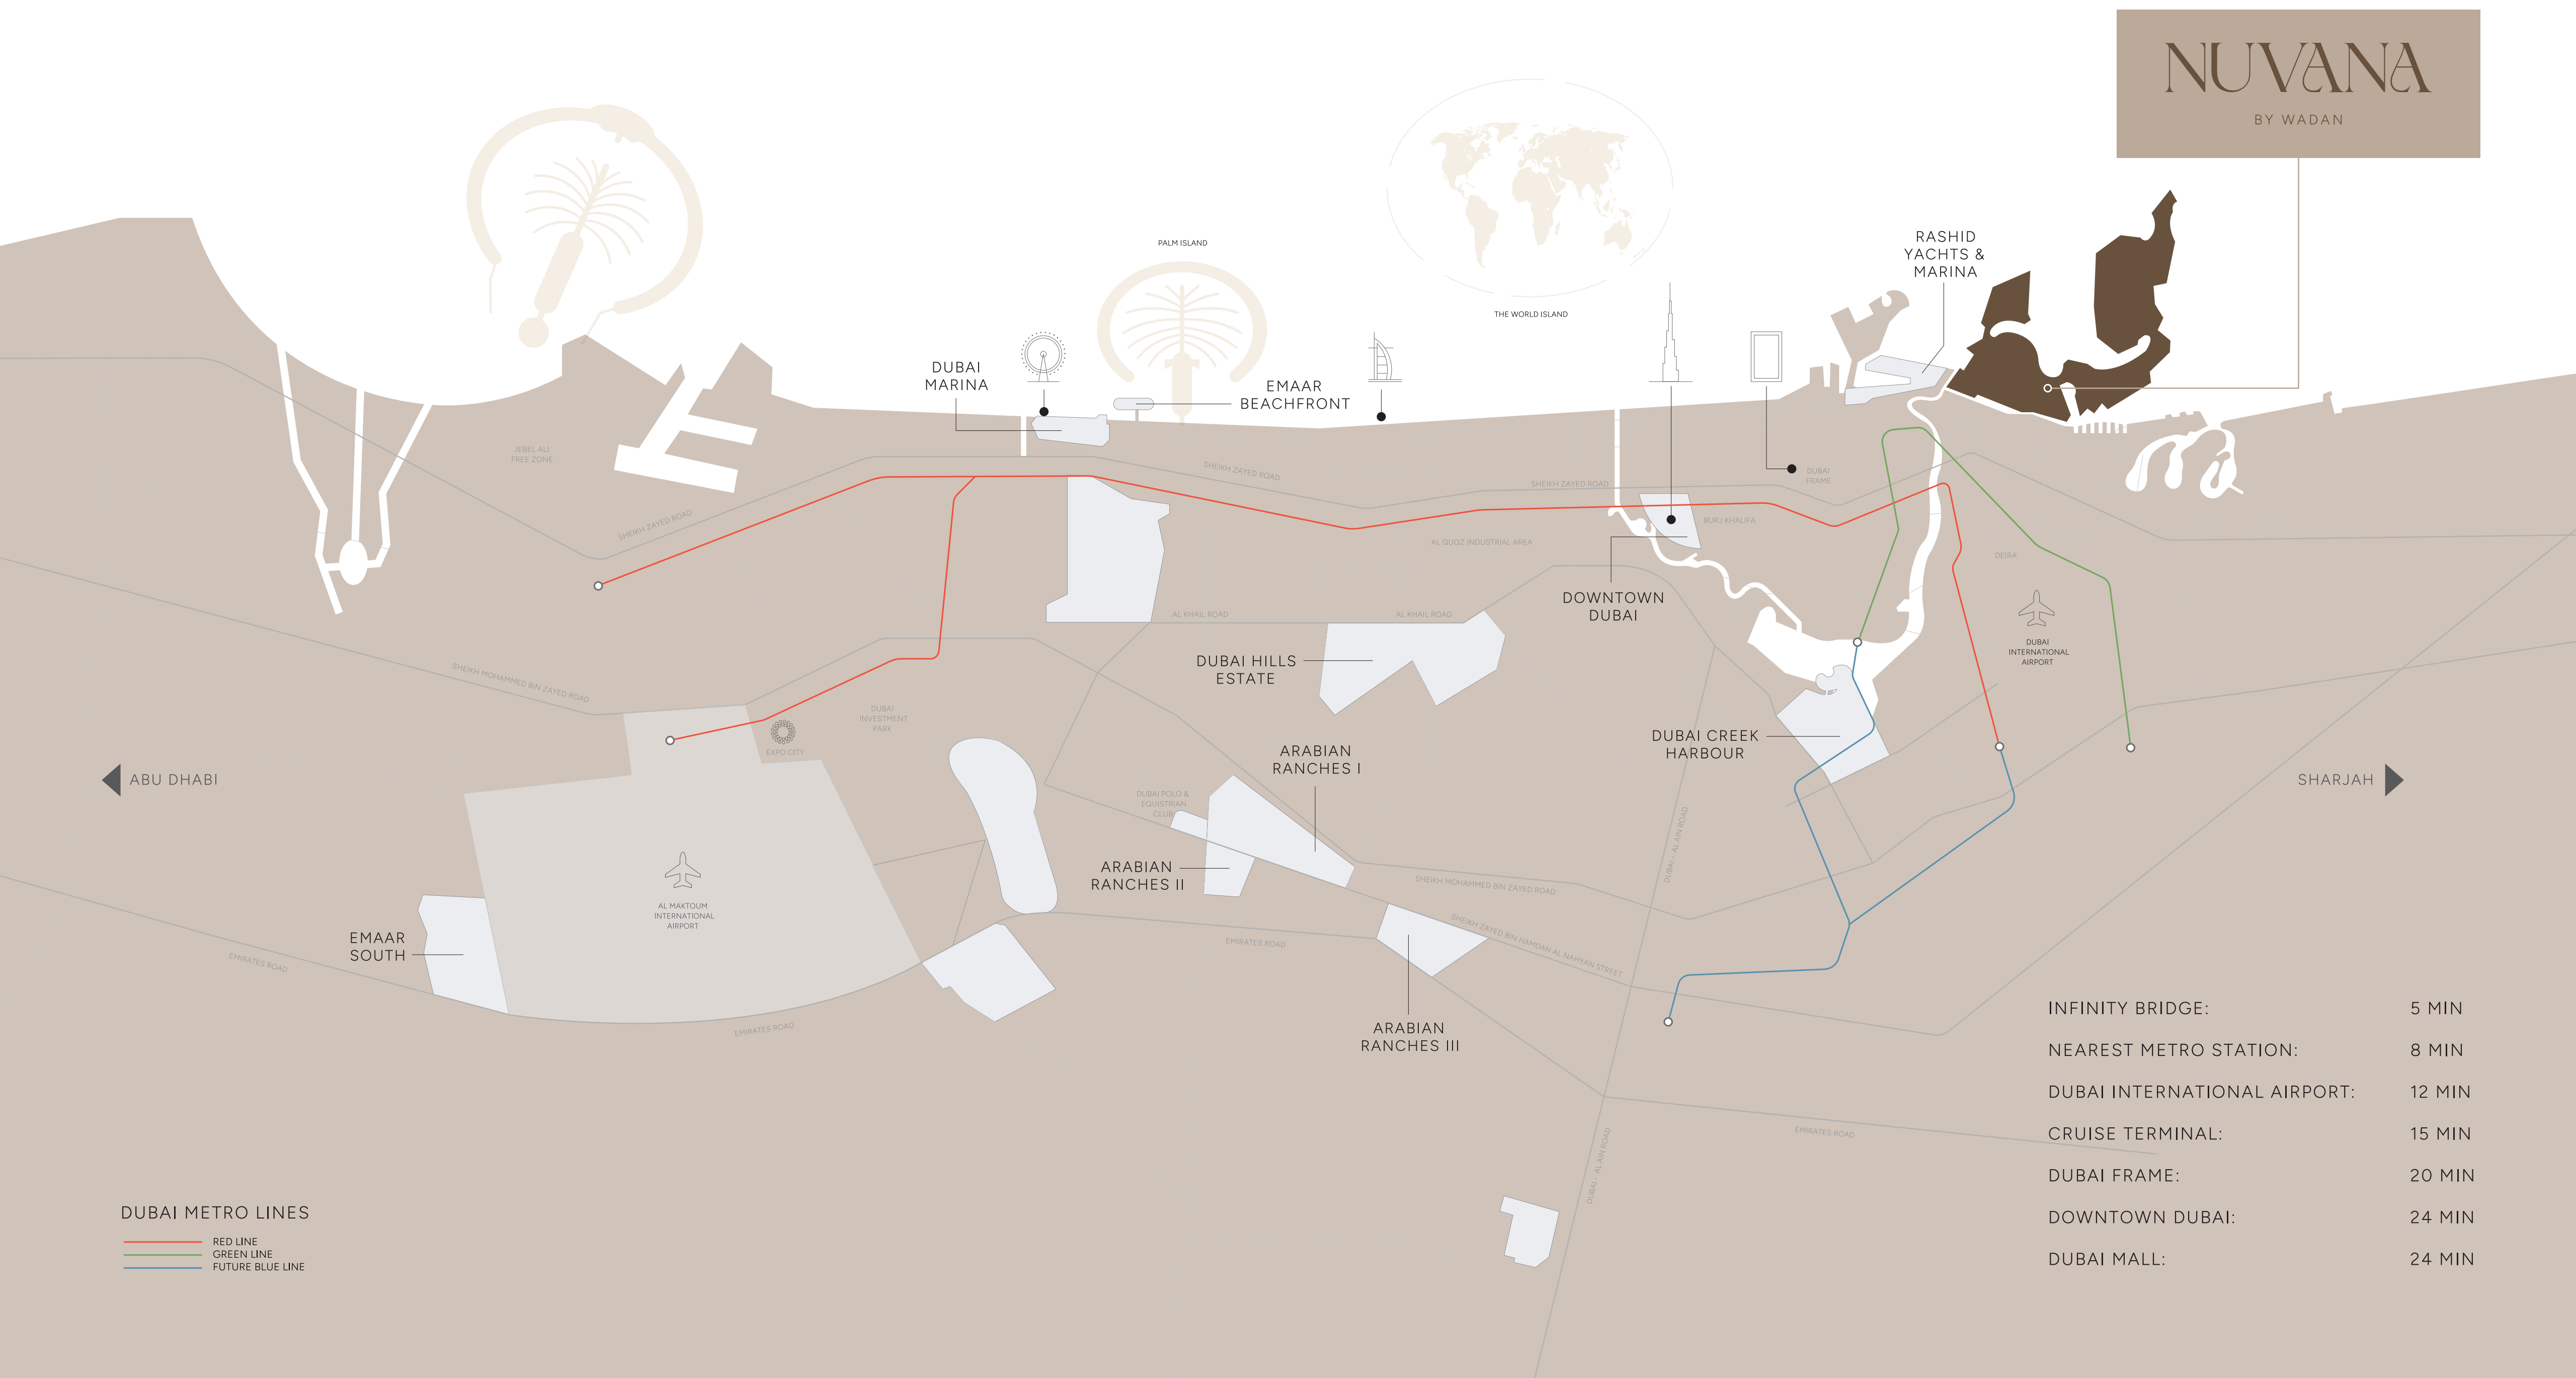 NUVANA
BY WADAN
RASHID
YACHTS &
MARINA
PALM ISLAND
THE WORLD ISLAND
DUBAI
MARINA
EMAAR
BEACHFRONT
JEBEL ALI
FREE ZONE
SHEIKH ZAYED ROAD
SHEIKH ZAYED ROAD
SHEIKH ZAYED ROAD
DUBAI
FRAME
BURJ KHALIFA
AL QUOZ INDUSTRIAL AREA
DEIRA
DOWNTOWN
DUBAI
AL KHAIL ROAD
AL KHAIL ROAD
DUBAI
INTERNATIONAL
AIRPORT
DUBAI HILLS
ESTATE
SHEIKH MOHAMMED BIN ZAYED ROAD
DUBAI
INVESTMENT
PARK
EXPO CITY
DUBAI CREEK
HARBOUR
ARABIAN
RANCHES I
ABU DHABI
SHARJAH
DUBAI POLO &
EQUISTRIAN
CLUB
DUBAI - AL AIN ROAD
ARABIAN
RANCHES II
SHEIKH MOHAMMED BIN ZAYED ROAD
AL MAKTOUM
INTERNATIONAL
AIRPORT
SHEIKH ZAYED BIN HAMDAN AL NAHYAN STREET
EMAAR
SOUTH
EMIRATES ROAD
EMIRATES ROAD
EMIRATES ROAD
ARABIAN
RANCHES III
EMIRATES ROAD
DUBAI - AL AIN ROAD
INFINITY BRIDGE: 5 MIN
NEAREST METRO STATION: 8 MIN
DUBAI INTERNATIONAL AIRPORT: 12 MIN
CRUISE TERMINAL: 15 MIN
DUBAI FRAME: 20 MIN
DOWNTOWN DUBAI: 24 MIN
DUBAI MALL: 24 MIN
DUBAI METRO LINES
RED LINE
GREEN LINE
FUTURE BLUE LINE